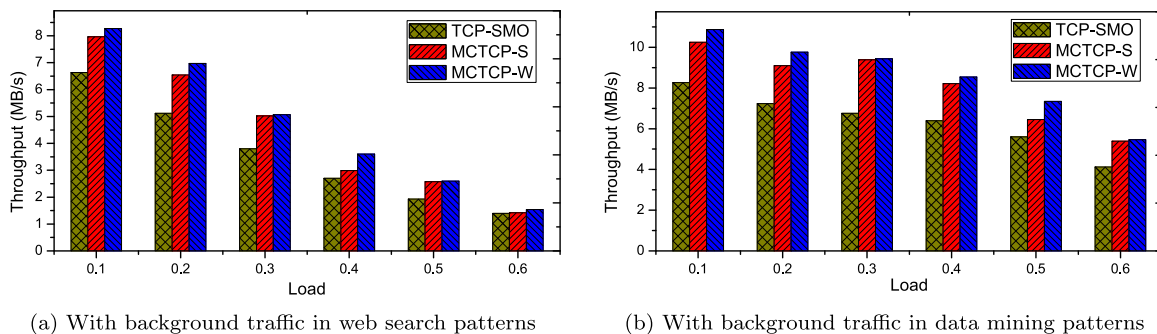 Throughput (MB/s)
8
7
6
5
4
3
2
1
0
TCP-SMO
MCTCP-S
MCTCP-W
0.1 0.2 0.3 0.4 0.5 0.6
Load
(a) With background traffic in web search patterns
Throughput (MB/s)
10
8
6
4
2
0
TCP-SMO
MCTCP-S
MCTCP-W
0.1 0.2 0.3 0.4 0.5 0.6
Load
(b) With background traffic in data mining patterns